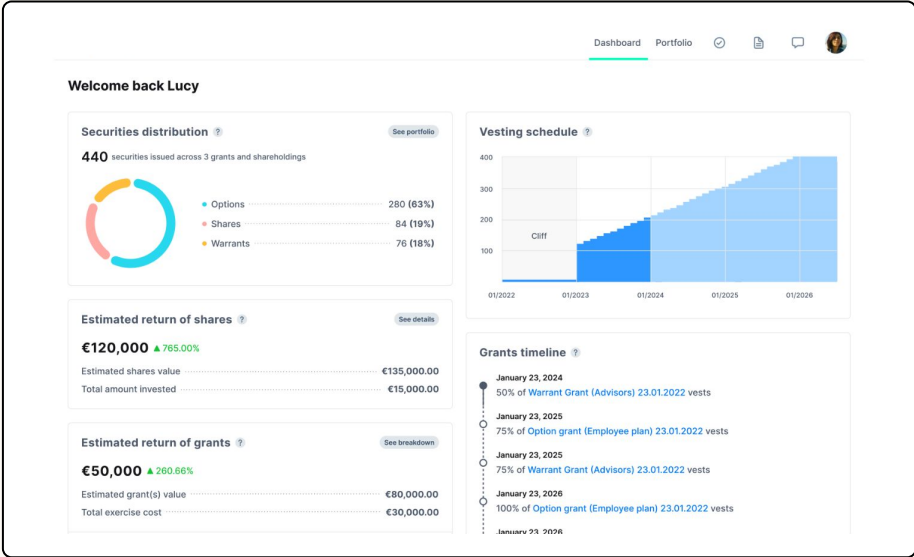 Dashboard Portfolio
Welcome back Lucy
Securities distribution ?
See portfolio
440 securities issued across 3 grants and shareholdings
Options 280 (63%)
Shares 84 (19%)
Warrants 76 (18%)
Estimated return of shares ?
See details
€120,000 ▲ 765.00%
Estimated shares value €135,000.00
Total amount invested €15,000.00
Estimated return of grants ?
See breakdown
€50,000 ▲ 260.66%
Estimated grant(s) value €80,000.00
Total exercise cost €30,000.00
Vesting schedule ?
400
300
200
100
Cliff
01/2022 01/2023 01/2024 01/2025 01/2026
Grants timeline ?
January 23, 2024
50% of Warrant Grant (Advisors) 23.01.2022 vests
January 23, 2025
75% of Option grant (Employee plan) 23.01.2022 vests
January 23, 2025
75% of Warrant Grant (Advisors) 23.01.2022 vests
January 23, 2026
100% of Option grant (Employee plan) 23.01.2022 vests
January 23, 2026